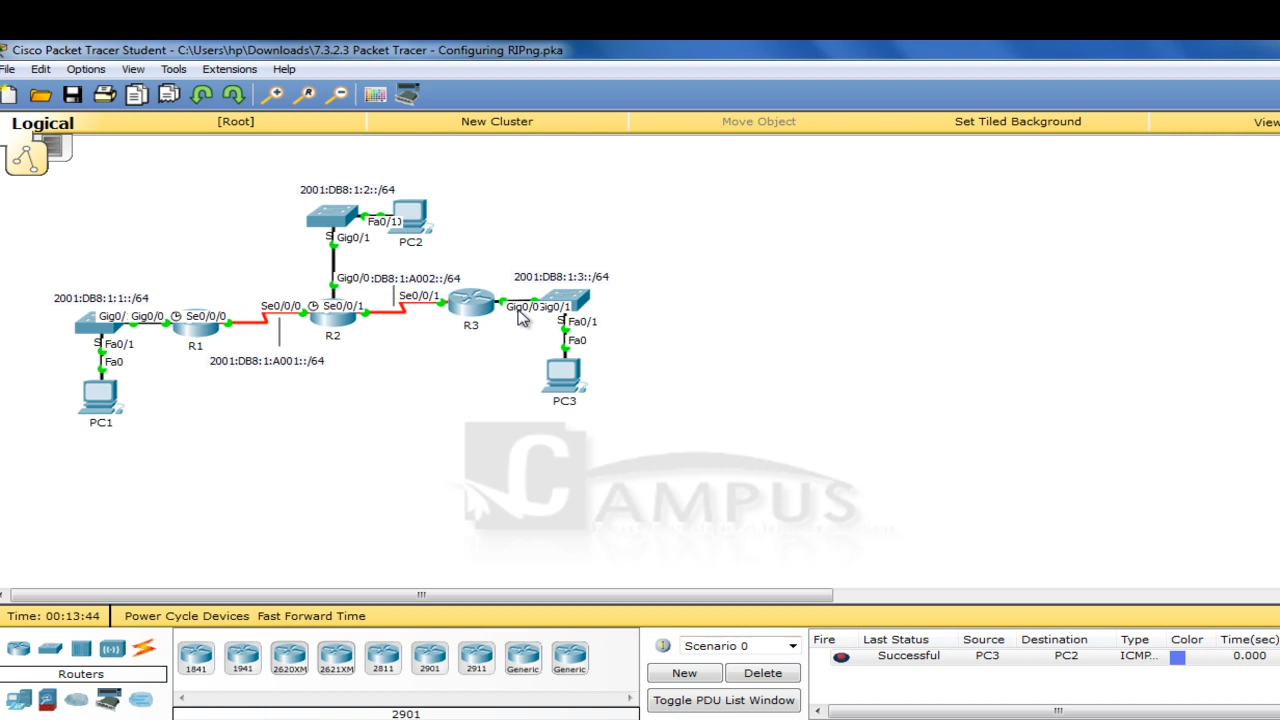 Cisco Packet Tracer Student - C:\Users\hp\Downloads\7.3.2.3 Packet Tracer - Configuring RIPng.pka
File Edit Options View Tools Extensions Help
Logical [Root] New Cluster Move Object Set Tiled Background View
2001:DB8:1:2::/64
Fa0/1
PC2
S
Gig0/1
Gig0/0 :DB8:1:A002::/64
2001:DB8:1:3::/64
2001:DB8:1:1::/64
Se0/0/0 Se0/0/1
Se0/0/1
Gig0/0 Gig0/1
Gig0/ Gig0/0 Se0/0/0
R1
R2
R3
S Fa0/1
Fa0
PC3
2001:DB8:1:A001::/64
S Fa0/1
Fa0
PC1
CAMPUS
Time: 00:13:44 Power Cycle Devices Fast Forward Time
Routers
1841 1941 2620XM 2621XM 2811 2901 2911 Generic Generic
2901
Scenario 0
New Delete
Toggle PDU List Window
Fire Last Status Source Destination Type Color Time(sec)
Successful PC3 PC2 ICMP... 0.000